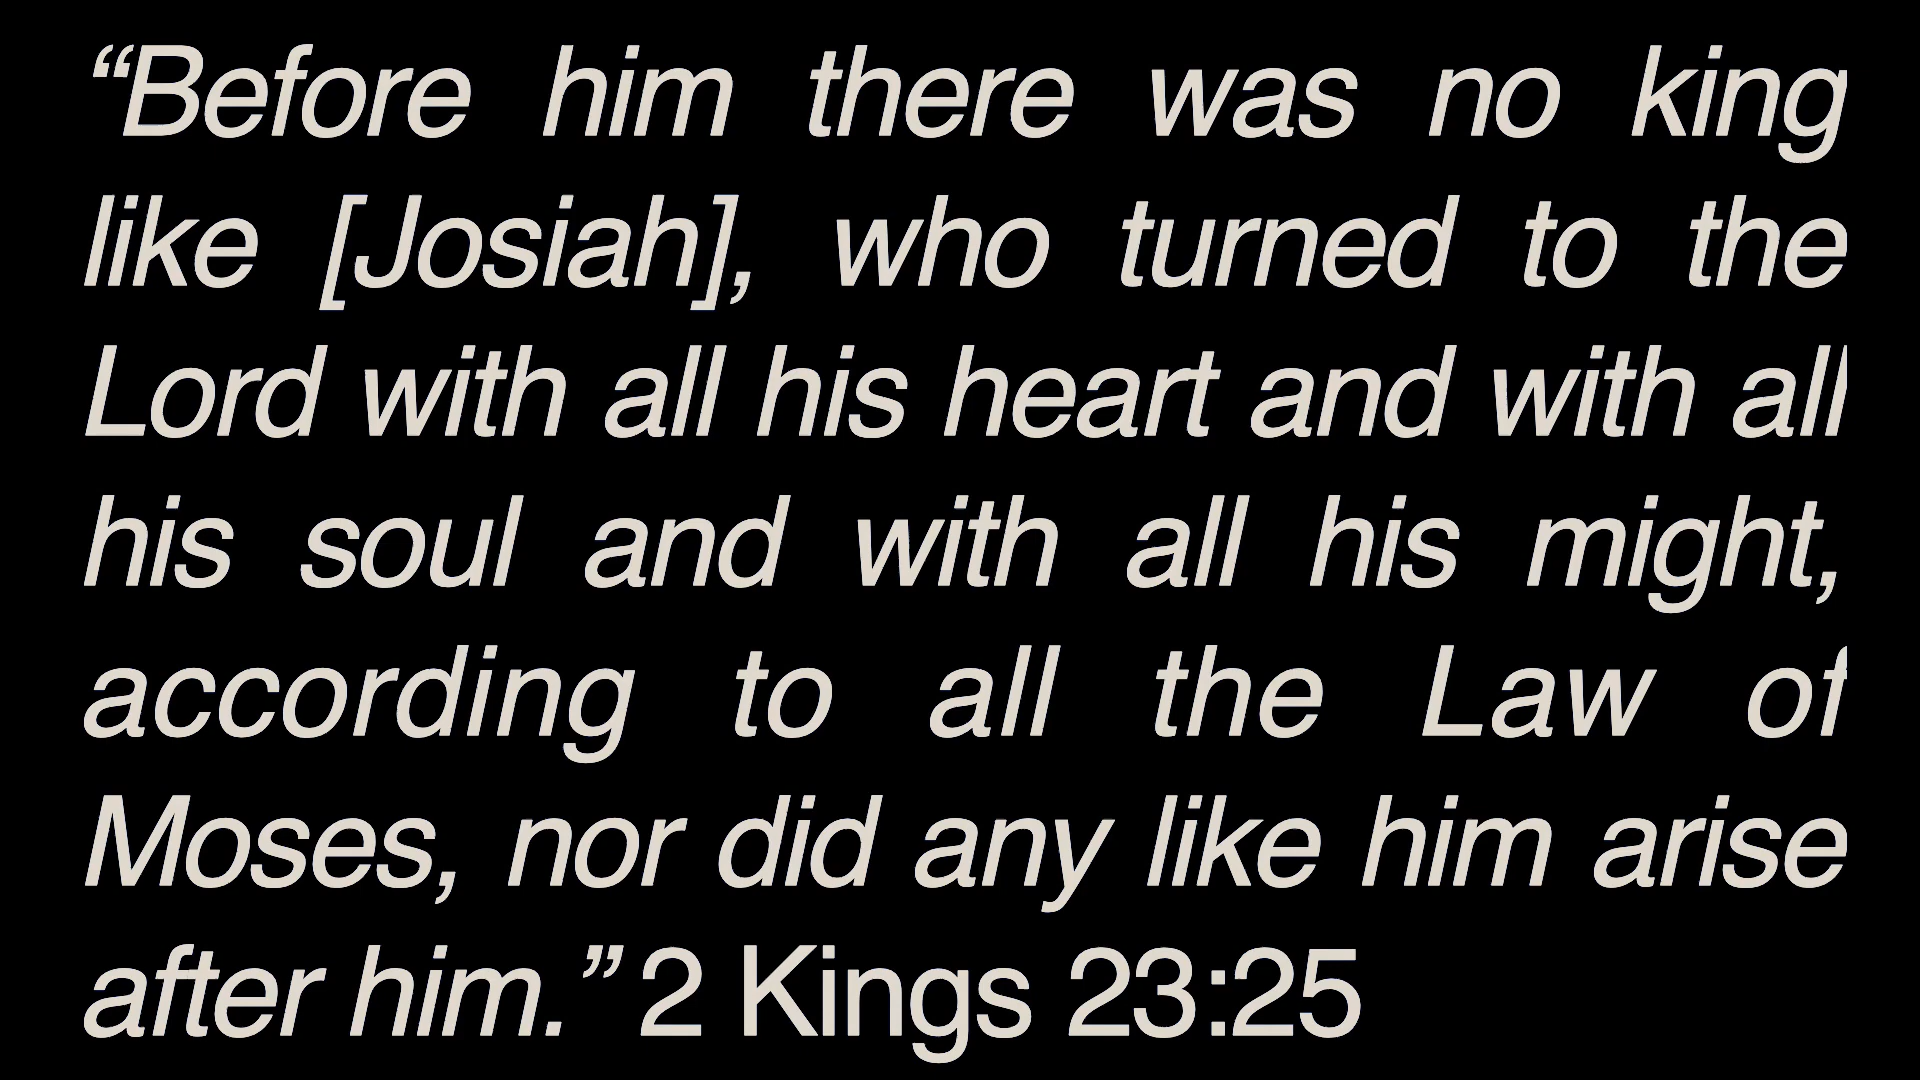 “Before him there was no king
like [Josiah], who turned to the
Lord with all his heart and with all
his soul and with all his might,
according to all the Law of
Moses, nor did any like him arise
after him.” 2 Kings 23:25